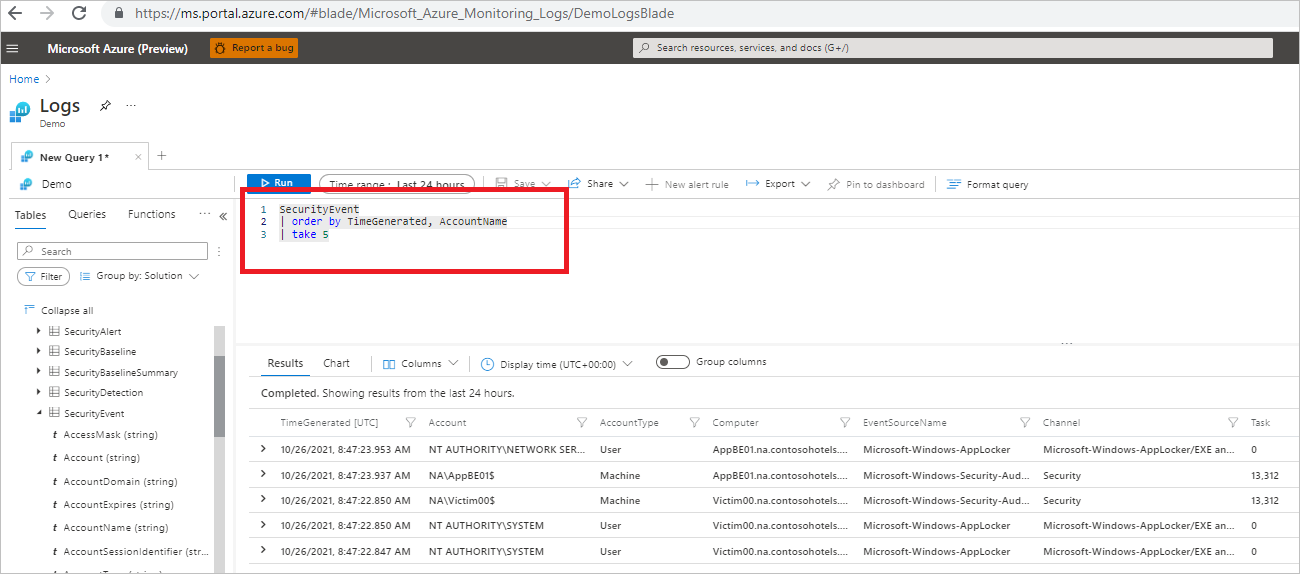 https://ms.portal.azure.com/#blade/Microsoft_Azure_Monitoring_Logs/DemoLogsBlade
Microsoft Azure (Preview) Report a bug Search resources, services, and docs (G+/)
Home
Logs ...
Demo
New Query 1* × +
Demo Run Time range : Last 24 hours Save Share New alert rule Export Pin to dashboard Format query
Tables Queries Functions ... «
Search
Filter Group by: Solution
Collapse all
SecurityAlert
SecurityBaseline
SecurityBaselineSummary
SecurityDetection
SecurityEvent
t AccessMask (string)
t Account (string)
t AccountDomain (string)
t AccountExpires (string)
t AccountName (string)
t AccountSessionIdentifier (str...
1 SecurityEvent
2 | order by TimeGenerated, AccountName
3 | take 5
...
Results Chart Columns Display time (UTC+00:00) Group columns
Completed. Showing results from the last 24 hours.
TimeGenerated [UTC] Account AccountType Computer EventSourceName Channel Task
10/26/2021, 8:47:23.953 AM NT AUTHORITY\NETWORK SER... User AppBE01.na.contosohotels.... Microsoft-Windows-AppLocker Microsoft-Windows-AppLocker/EXE an... 0
10/26/2021, 8:47:23.937 AM NA\AppBE01$ Machine AppBE01.na.contosohotels.... Microsoft-Windows-Security-Aud... Security 13,312
10/26/2021, 8:47:22.850 AM NA\Victim00$ Machine Victim00.na.contosohotels.... Microsoft-Windows-Security-Aud... Security 13,312
10/26/2021, 8:47:22.850 AM NT AUTHORITY\SYSTEM User Victim00.na.contosohotels.... Microsoft-Windows-AppLocker Microsoft-Windows-AppLocker/EXE an... 0
10/26/2021, 8:47:22.847 AM NT AUTHORITY\SYSTEM User Victim00.na.contosohotels.... Microsoft-Windows-AppLocker Microsoft-Windows-AppLocker/EXE an... 0